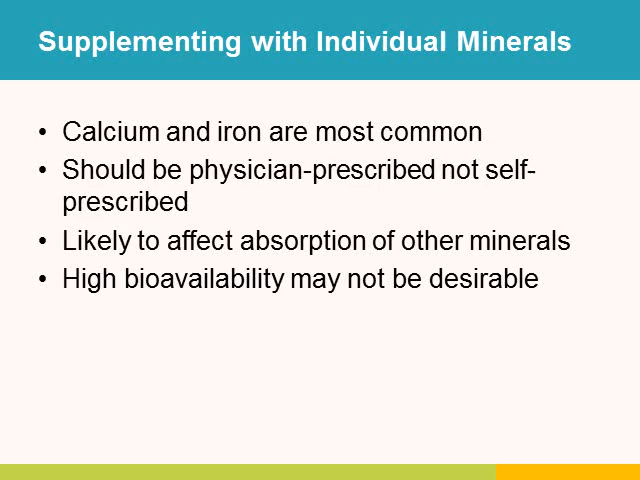 Supplementing with Individual Minerals
• Calcium and iron are most common
• Should be physician-prescribed not self-
prescribed
• Likely to affect absorption of other minerals
• High bioavailability may not be desirable